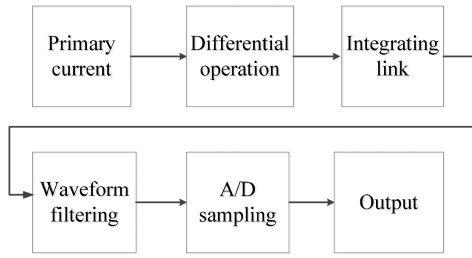 Primary
current
Differential
operation
Integrating
link
Waveform
filtering
A/D
sampling
Output